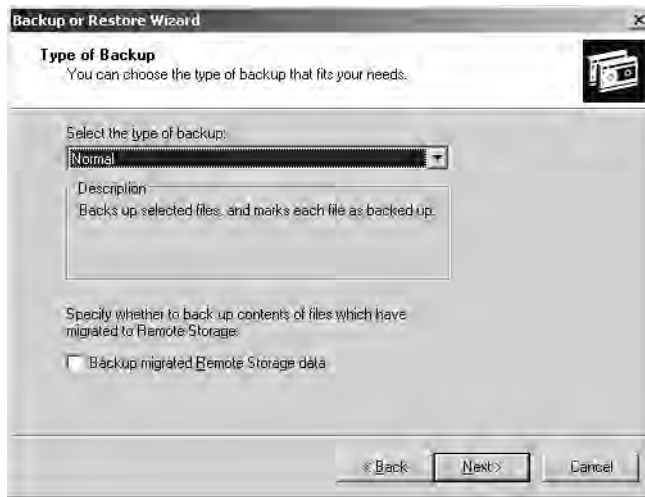 Backup or Restore Wizard
Type of Backup
You can choose the type of backup that fits your needs.
Select the type of backup:
Normal
Description
Backs up selected files, and marks each file as backed up.
Specify whether to back up contents of files which have
migrated to Remote Storage.
Backup migrated Remote Storage data
< Back
Next >
Cancel